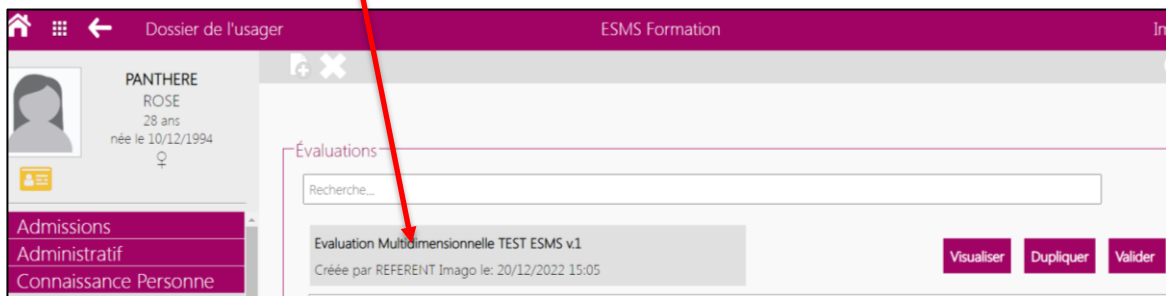 Dossier de l'usager ESMS Formation
PANTHERE
ROSE
28 ans
née le 10/12/1994
Évaluations
Recherche...
Admissions
Administratif
Connaissance Personne
Evaluation Multidimensionnelle TEST ESMS v.1
Créée par REFERENT Imago le: 20/12/2022 15:05
Visualiser Dupliquer Valider